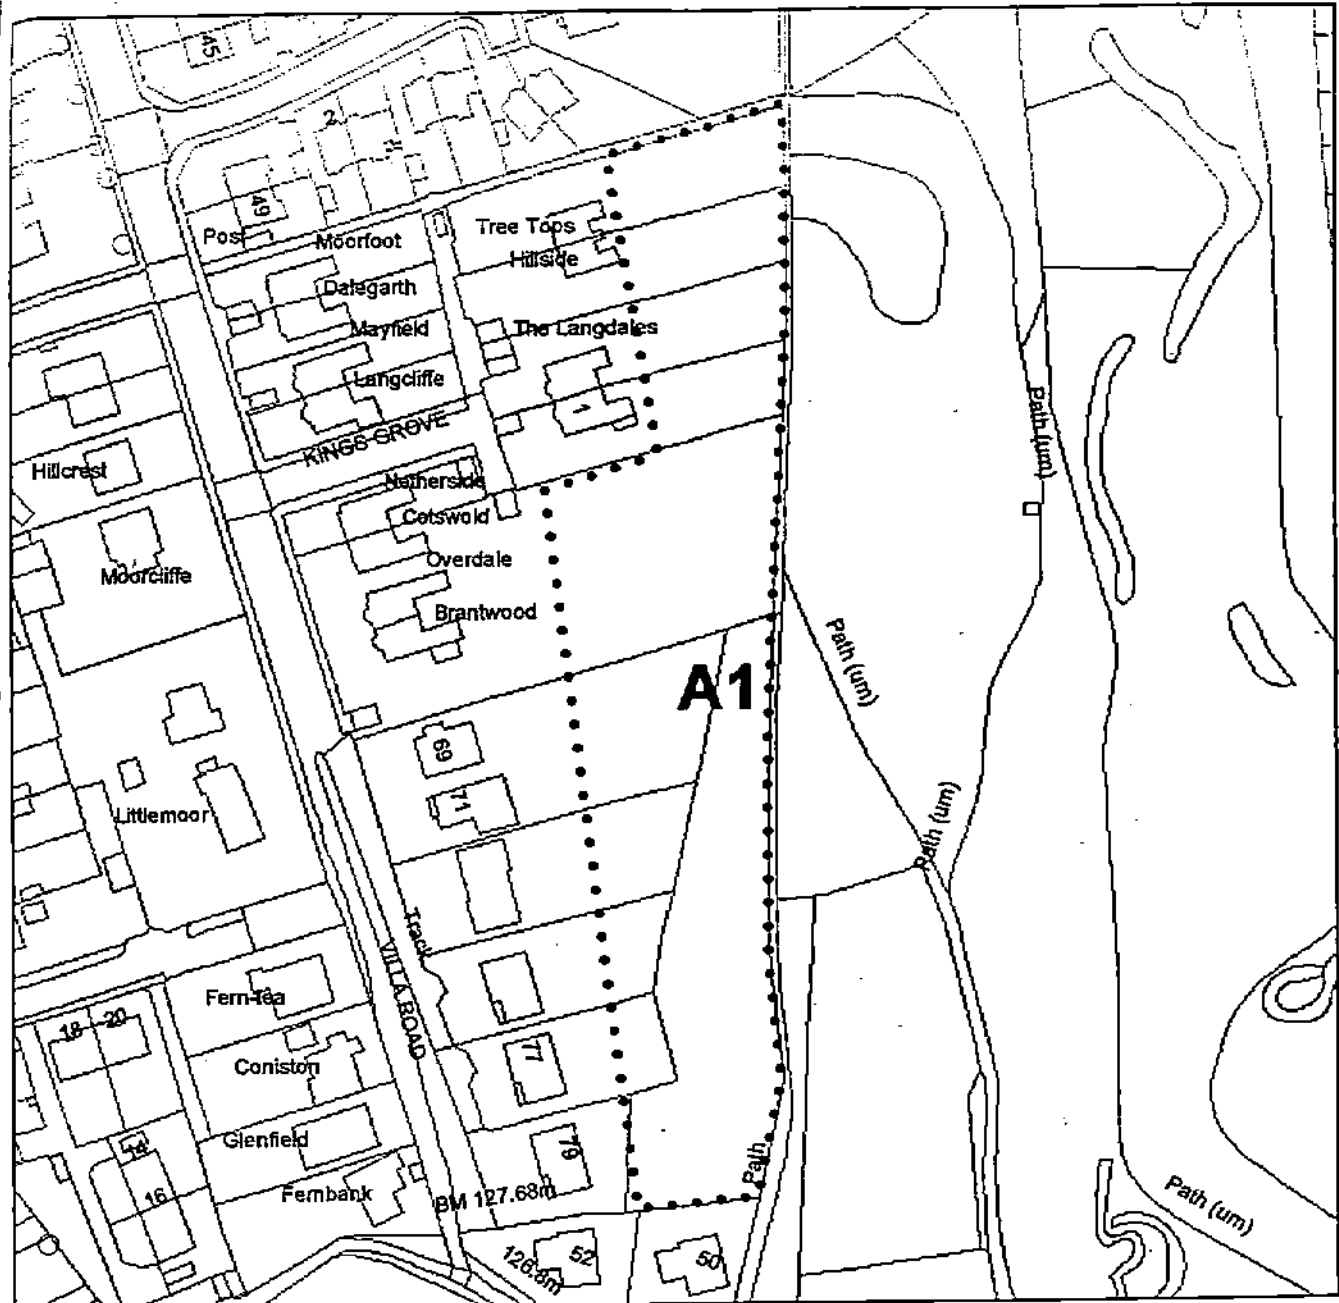 45
2
49
Post
Moorfoot
Tree Tops
Hillside
Dalegarth
Mayfield
The Langdales
Langcliffe
1
KINGS GROVE
Path (um)
Hillcrest
Netherside
Cotswold
Overdale
Moorcliffe
Brantwood
Path (um)
A1
69
71
Littlemoor
Path (um)
Track
VILLA ROAD
Fern-lea
18
20
77
Coniston
Glenfield
79
14
16
Fernbank
BM 127.68m
Path
Path (um)
126.8m
52
50